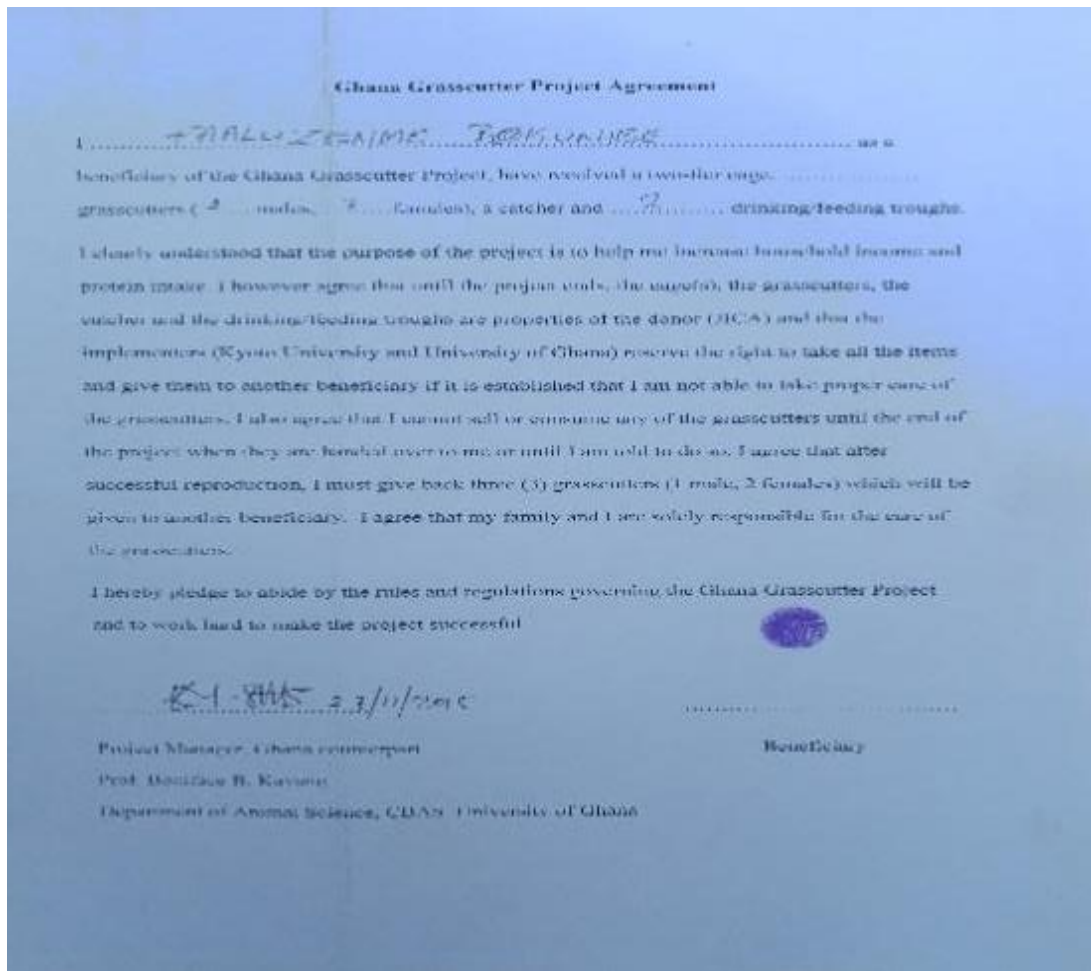 Ghana Grasscutter Project Agreement
I ............ as a
beneficiary of the Ghana Grasscutter Project, have received a two-tier cage,
grasscutters ( .... males, .... females), a catcher and ............ drinking/feeding troughs.
I clearly understood that the purpose of the project is to help me increase household income and
protein intake. I however agree that until the project ends, the cage(s), the grasscutters, the
catcher and the drinking/feeding troughs are properties of the donor (JICA) and that the
implementers (Kyoto University and University of Ghana) reserve the right to take all the items
and give them to another beneficiary if it is established that I am not able to take proper care of
the grasscutters. I also agree that I cannot sell or consume any of the grasscutters until the end of
the project when they are handed over to me or until I am told to do so. I agree that after
successful reproduction, I must give back three (3) grasscutters (1 male, 2 females) which will be
given to another beneficiary. I agree that my family and I are solely responsible for the care of
the grasscutters.
I hereby pledge to abide by the rules and regulations governing the Ghana Grasscutter Project
and to work hard to make the project successful
Project Manager, Ghana counterpart
Beneficiary
Prof. Boniface B.
Department of Animal Science, CBAS University of Ghana